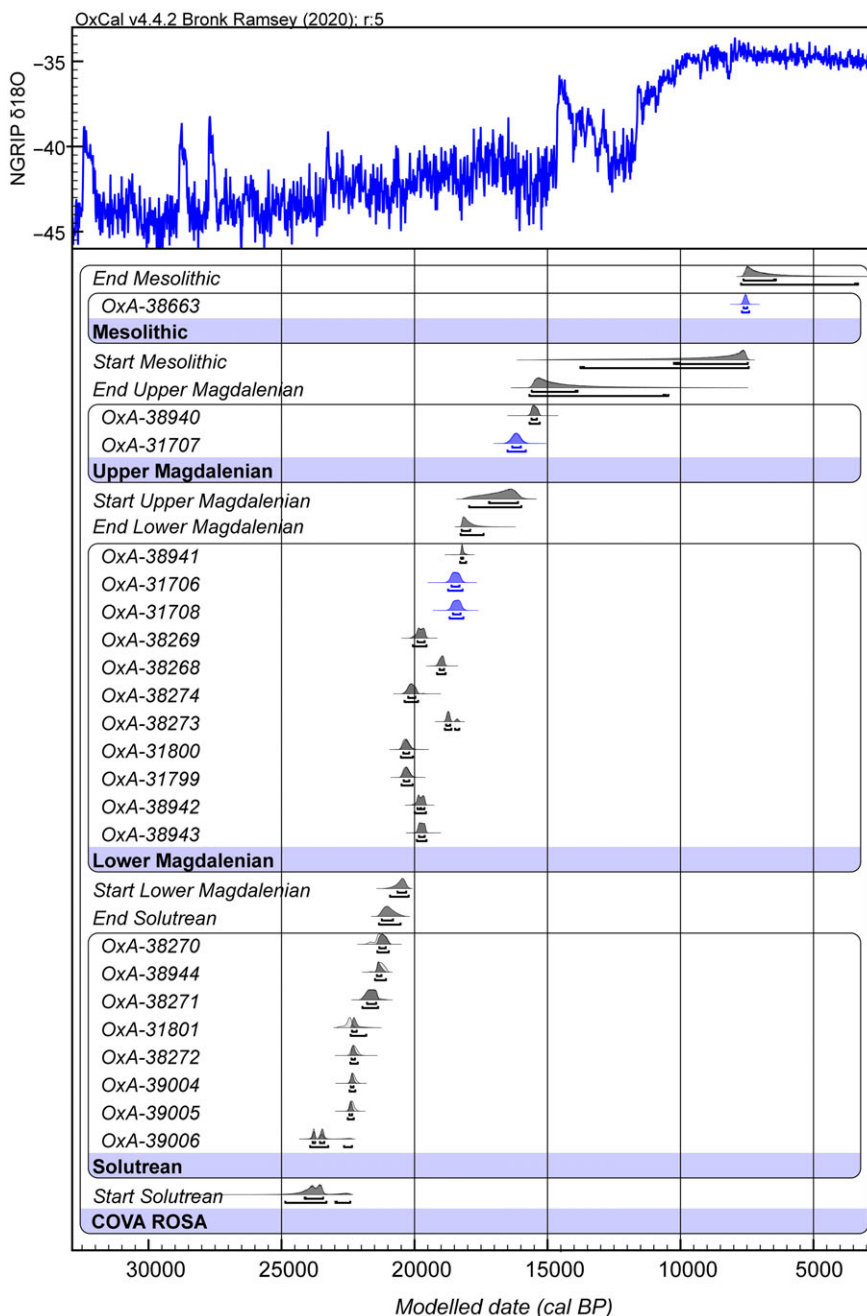 OxCal v4.4.2 Bronk Ramsey (2020); r:5
NGRIP δ18O
−35
−40
−45
End Mesolithic
OxA-38663
Mesolithic
Start Mesolithic
End Upper Magdalenian
OxA-38940
OxA-31707
Upper Magdalenian
Start Upper Magdalenian
End Lower Magdalenian
OxA-38941
OxA-31706
OxA-31708
OxA-38269
OxA-38268
OxA-38274
OxA-38273
OxA-31800
OxA-31799
OxA-38942
OxA-38943
Lower Magdalenian
Start Lower Magdalenian
End Solutrean
OxA-38270
OxA-38944
OxA-38271
OxA-31801
OxA-38272
OxA-39004
OxA-39005
OxA-39006
Solutrean
Start Solutrean
COVA ROSA
30000 25000 20000 15000 10000 5000
Modelled date (cal BP)